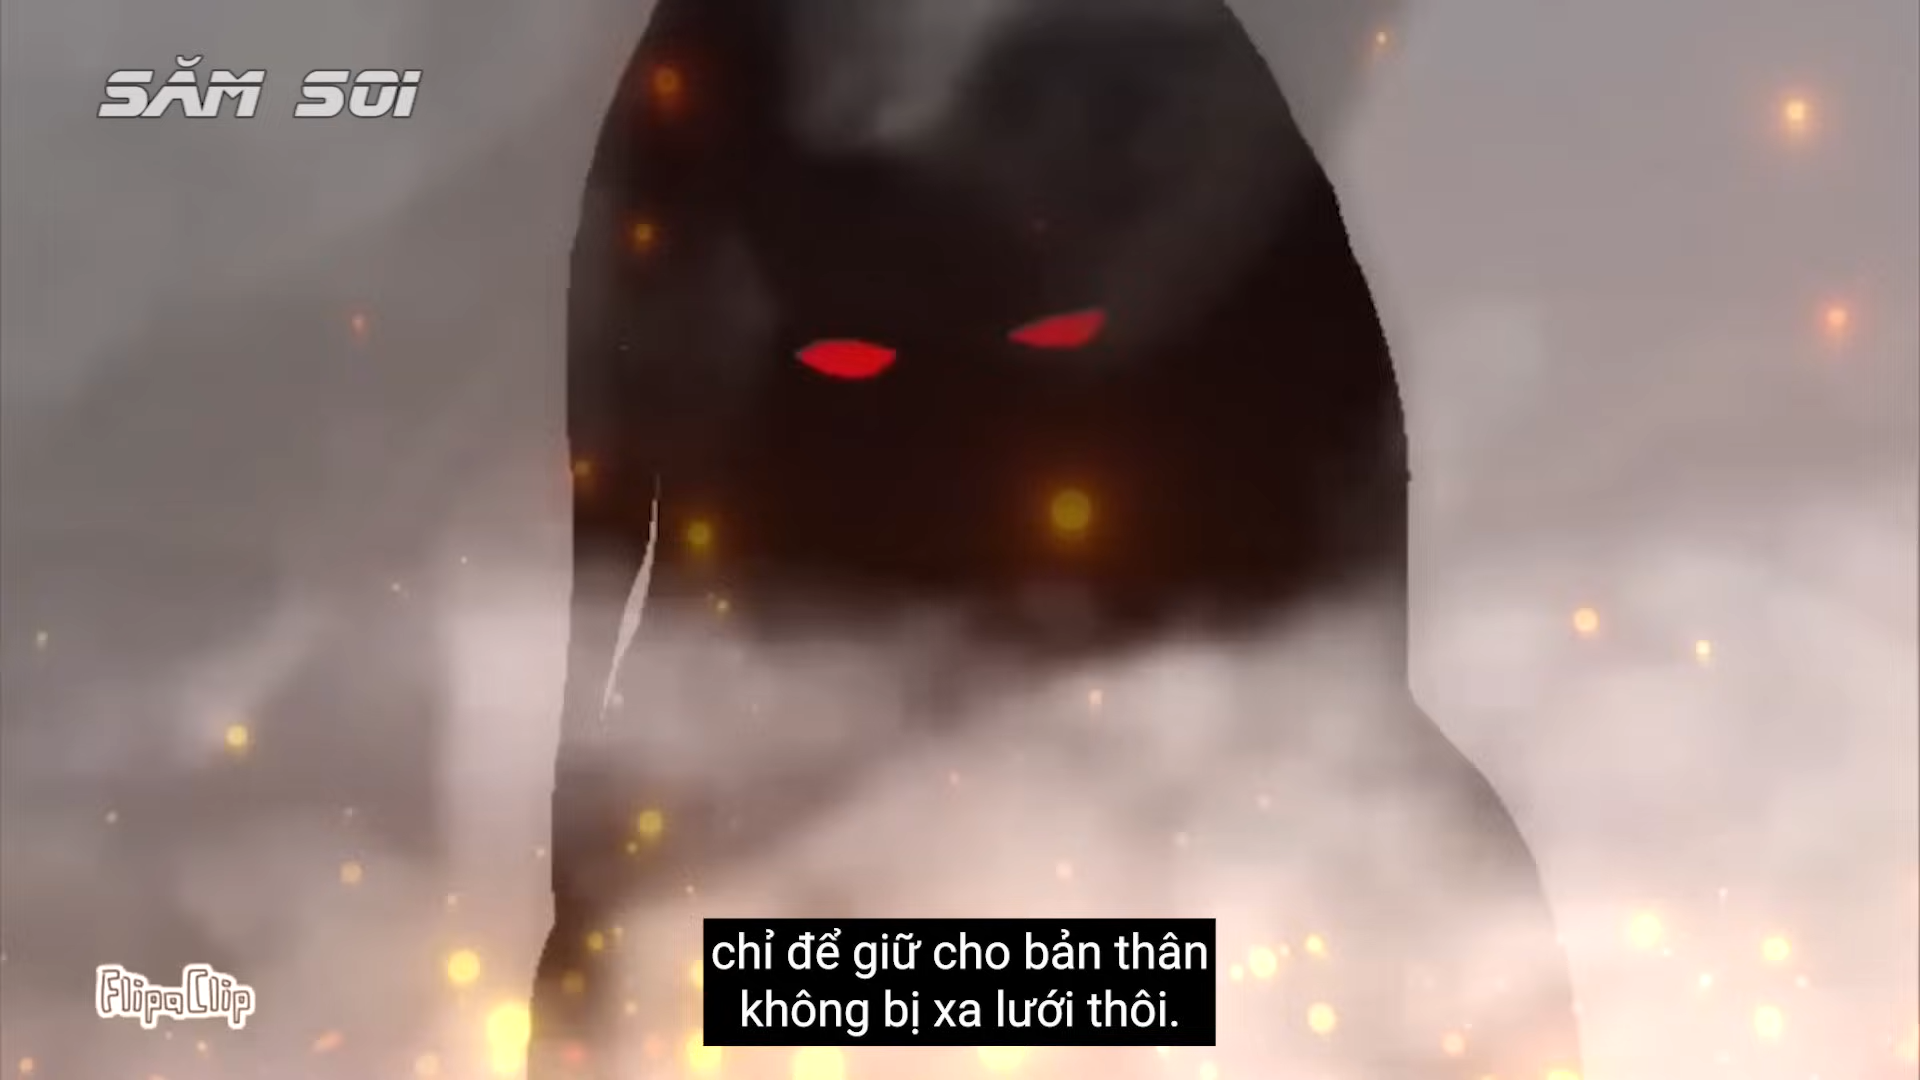 SĂM SOI
chỉ để giữ cho bản thân
không bị xa lưới thôi.
FlipaClip